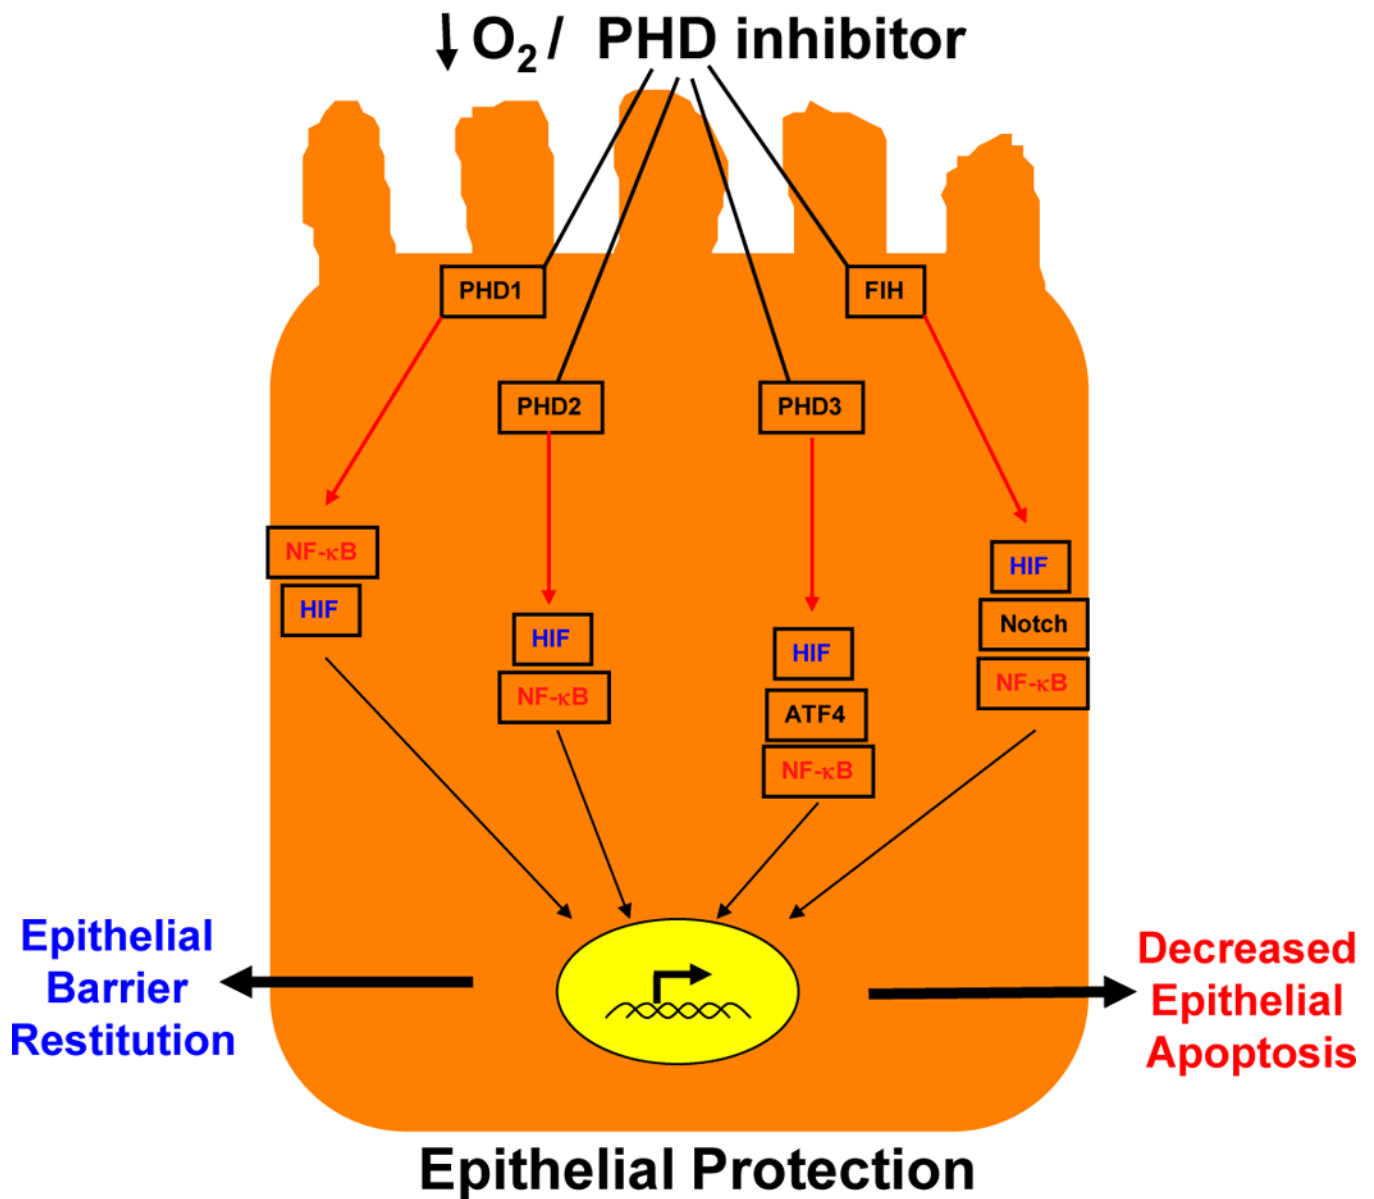 ↓ O₂ / PHD inhibitor
PHD1
FIH
PHD2
PHD3
NF-κB
HIF
HIF
NF-κB
HIF
ATF4
NF-κB
HIF
Notch
NF-κB
Epithelial
Barrier
Restitution
Decreased
Epithelial
Apoptosis
Epithelial Protection